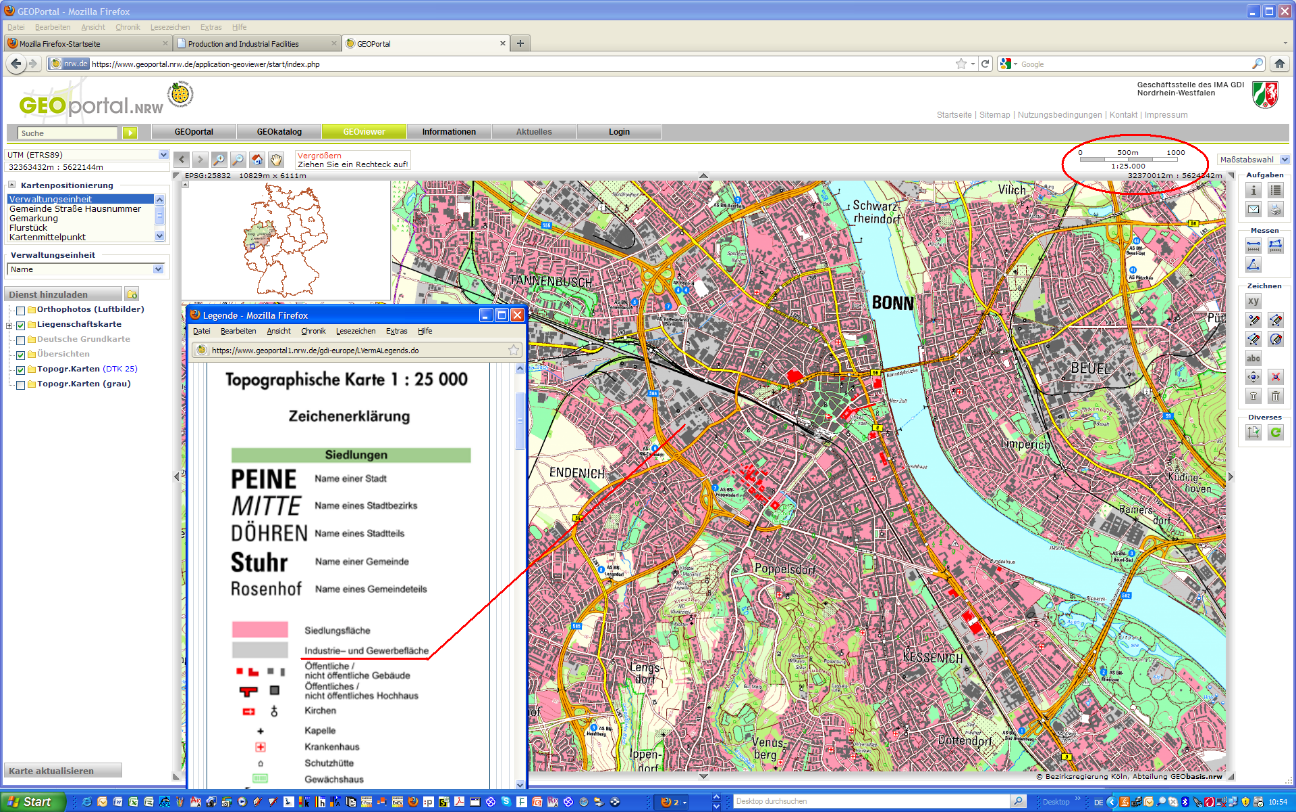 GEOPortal - Mozilla Firefox
Datei Bearbeiten Ansicht Chronik Lesezeichen Extras Hilfe
Mozilla Firefox-Startseite
Production and Industrial Facilities
GEOPortal
nrw.de https://www.geoportal.nrw.de/application-geoviewer/start/index.php
Google
GEOportal.NRW
Geschäftsstelle des IMA GDI
Nordrhein-Westfalen
Startseite | Sitemap | Nutzungsbedingungen | Kontakt | Impressum
Suche
GEOportal
GEOkatalog
GEOviewer
Informationen
Aktuelles
Login
UTM (ETRS89)
32363432m : 5622144m
Vergrößern
Ziehen Sie ein Rechteck auf!
0 500m 1000
1:25.000
Maßstabswahl
EPSG:25832 10829m x 6111m
32370012m : 5624342m
Kartenpositionierung
Verwaltungseinheit
Gemeinde Straße Hausnummer
Gemarkung
Flurstück
Kartenmittelpunkt
Verwaltungseinheit
Name
Dienst hinzuladen
Orthophotos (Luftbilder)
Liegenschaftskarte
Deutsche Grundkarte
Übersichten
Topogr.Karten (DTK 25)
Topogr.Karten (grau)
Karte aktualisieren
Aufgaben
Messen
Zeichnen
xy
abc
Diverses
Vilich
Schwarz-
rheindorf
TANNENBUSCH
BONN
BEUEL
Limperich
Küding-
hoven
Ramers-
dorf
ENDENICH
Poppelsdorf
KESSENICH
Lengs-
dorf
Venus-
berg
Dottendorf
Ippen-
dorf
Legende - Mozilla Firefox
Datei Bearbeiten Ansicht Chronik Lesezeichen Extras Hilfe
https://www.geoportal1.nrw.de/gdi-europe/LVermALegends.do
Topographische Karte 1 : 25 000
Zeichenerklärung
Siedlungen
PEINE Name einer Stadt
MITTE Name eines Stadtbezirks
DÖHREN Name eines Stadtteils
Stuhr Name einer Gemeinde
Rosenhof Name eines Gemeindeteils
Siedlungsfläche
Industrie– und Gewerbefläche
Öffentliche /
nicht öffentliche Gebäude
Öffentliches /
nicht öffentliches Hochhaus
Kirchen
Kapelle
Krankenhaus
Schutzhütte
Gewächshaus
© Bezirksregierung Köln, Abteilung GEObasis.nrw
Start
2
Desktop durchsuchen
Desktop
DE
10:54